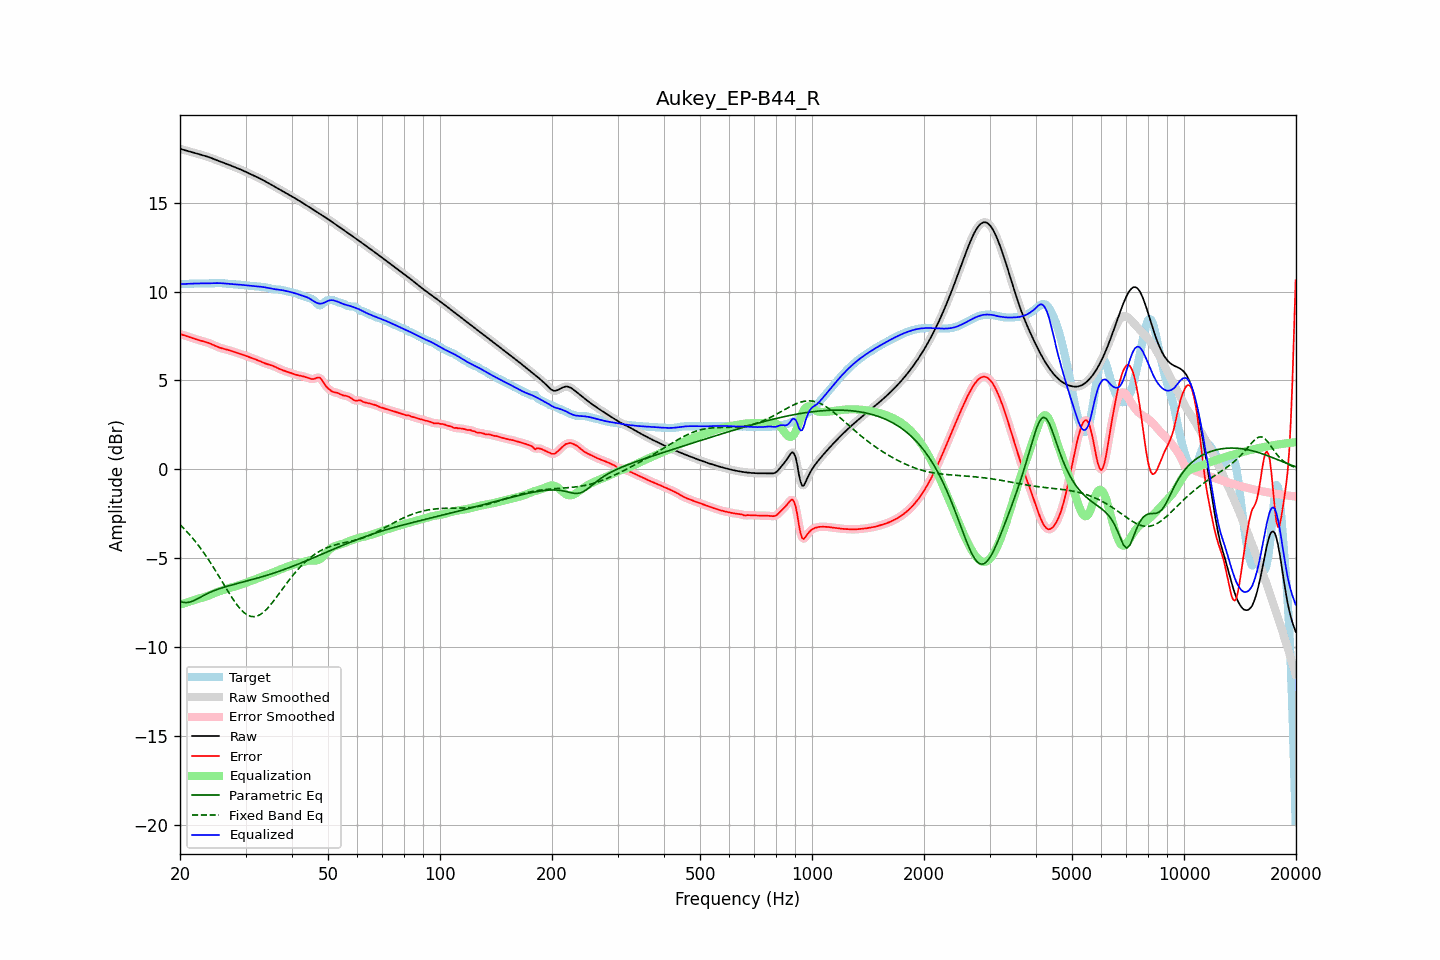 Aukey_EP-B44_R
Amplitude (dBr)
15
10
5
0
−5
−10
−15
−20
Target
Raw Smoothed
Error Smoothed
Raw
Error
Equalization
Parametric Eq
Fixed Band Eq
Equalized
20 50 100 200 500 1000 2000 5000 10000 20000
Frequency (Hz)